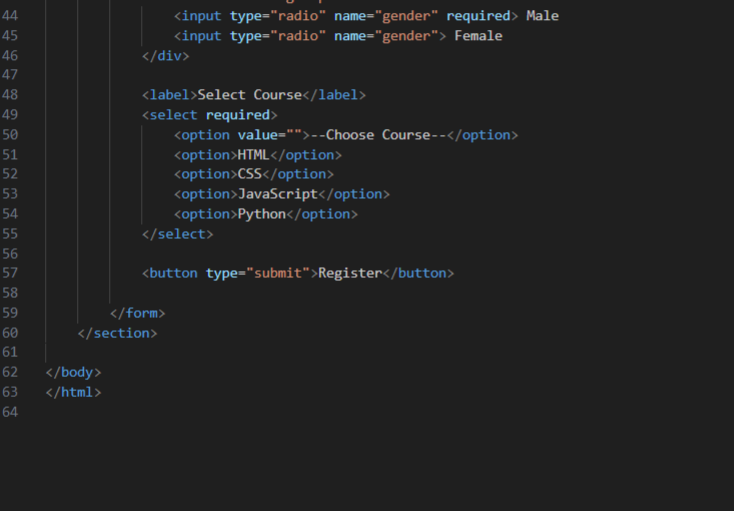 44 <input type="radio" name="gender" required> Male
45 <input type="radio" name="gender"> Female
46 </div>
47
48 <label>Select Course</label>
49 <select required>
50 <option value="">--Choose Course--</option>
51 <option>HTML</option>
52 <option>CSS</option>
53 <option>JavaScript</option>
54 <option>Python</option>
55 </select>
56
57 <button type="submit">Register</button>
58
59 </form>
60 </section>
61
62 </body>
63 </html>
64